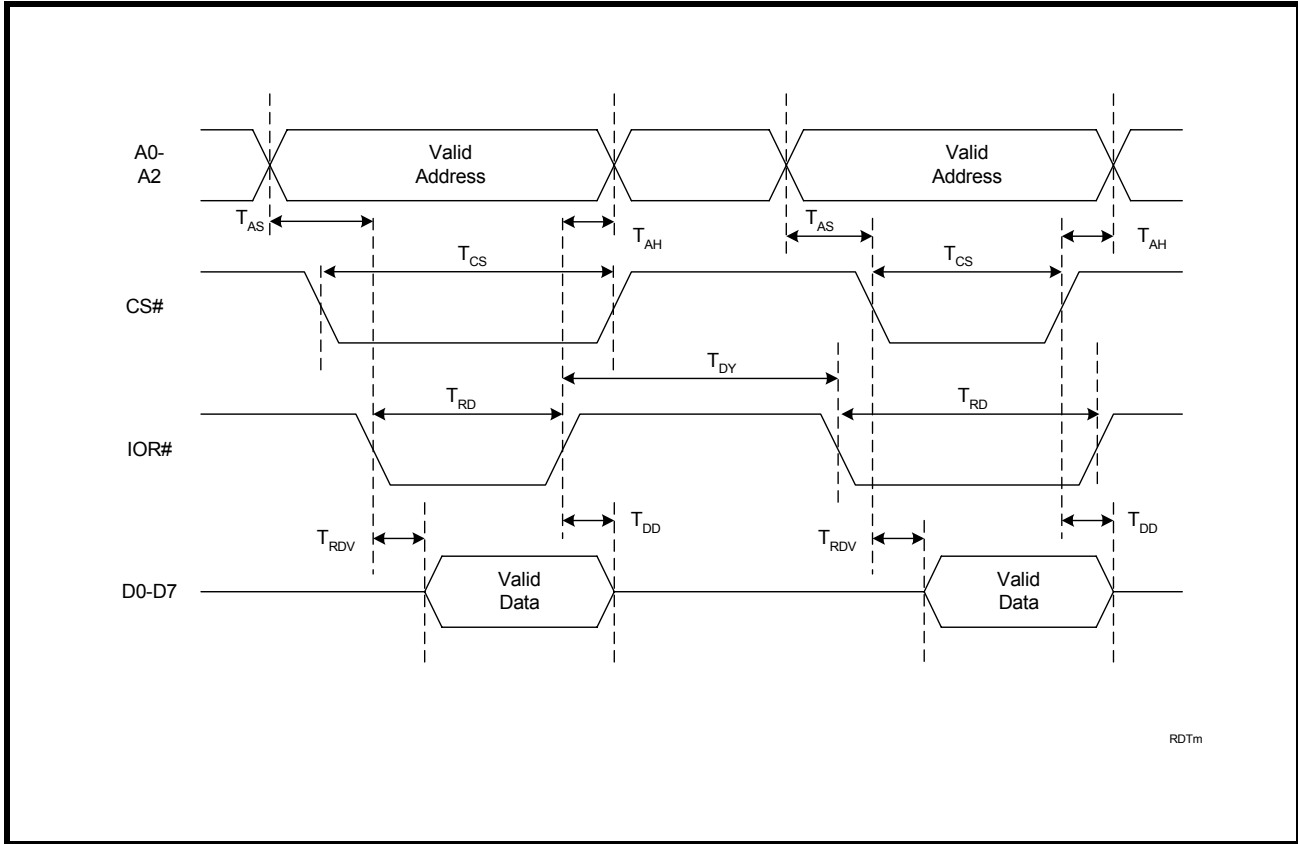 A0-
A2
Valid
Address
Valid
Address
TAS
TAH
TAS
TAH
TCS
TCS
CS#
TDY
TRD
TRD
IOR#
TRDV
TDD
TRDV
TDD
D0-D7
Valid
Data
Valid
Data
RDTm